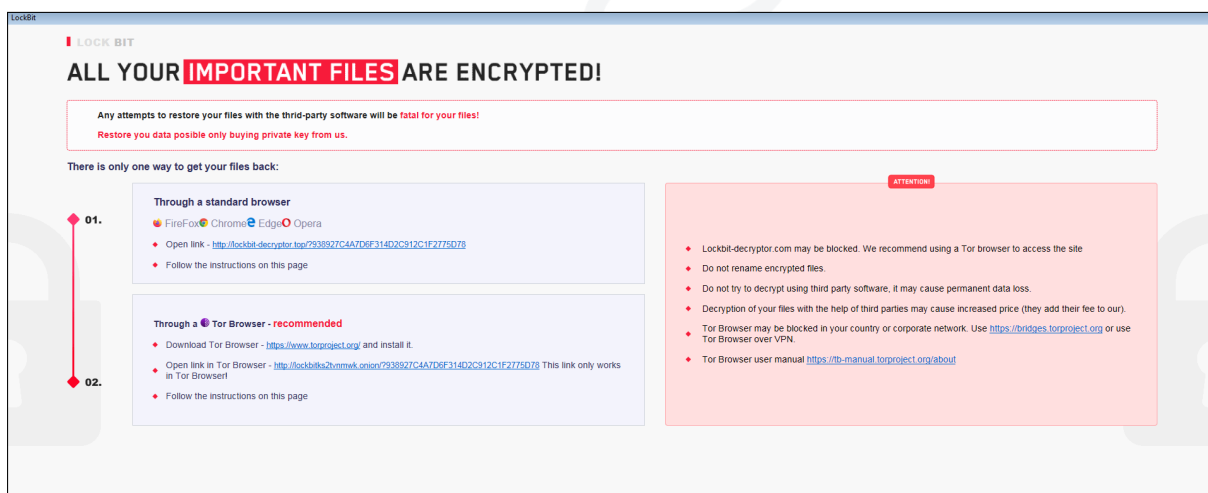 LockBit
LOCK BIT
ALL YOUR IMPORTANT FILES ARE ENCRYPTED!
Any attempts to restore your files with the thrid-party software will be fatal for your files!
Restore you data posible only buying private key from us.
There is only one way to get your files back:
01.
Through a standard browser
FireFox Chrome Edge Opera
Open link - http://lockbit-decryptor.top/?938927C4A7D6F314D2C912C1F2775D78
Follow the instructions on this page
02.
Through a Tor Browser - recommended
Download Tor Browser - https://www.torproject.org/ and install it.
Open link in Tor Browser - http://lockbitks2tvnmwk.onion/?938927C4A7D6F314D2C912C1F2775D78 This link only works
in Tor Browser!
Follow the instructions on this page
ATTENTION!
Lockbit-decryptor.com may be blocked. We recommend using a Tor browser to access the site
Do not rename encrypted files.
Do not try to decrypt using third party software, it may cause permanent data loss.
Decryption of your files with the help of third parties may cause increased price (they add their fee to our).
Tor Browser may be blocked in your country or corporate network. Use https://bridges.torproject.org or use
Tor Browser over VPN.
Tor Browser user manual https://tb-manual.torproject.org/about